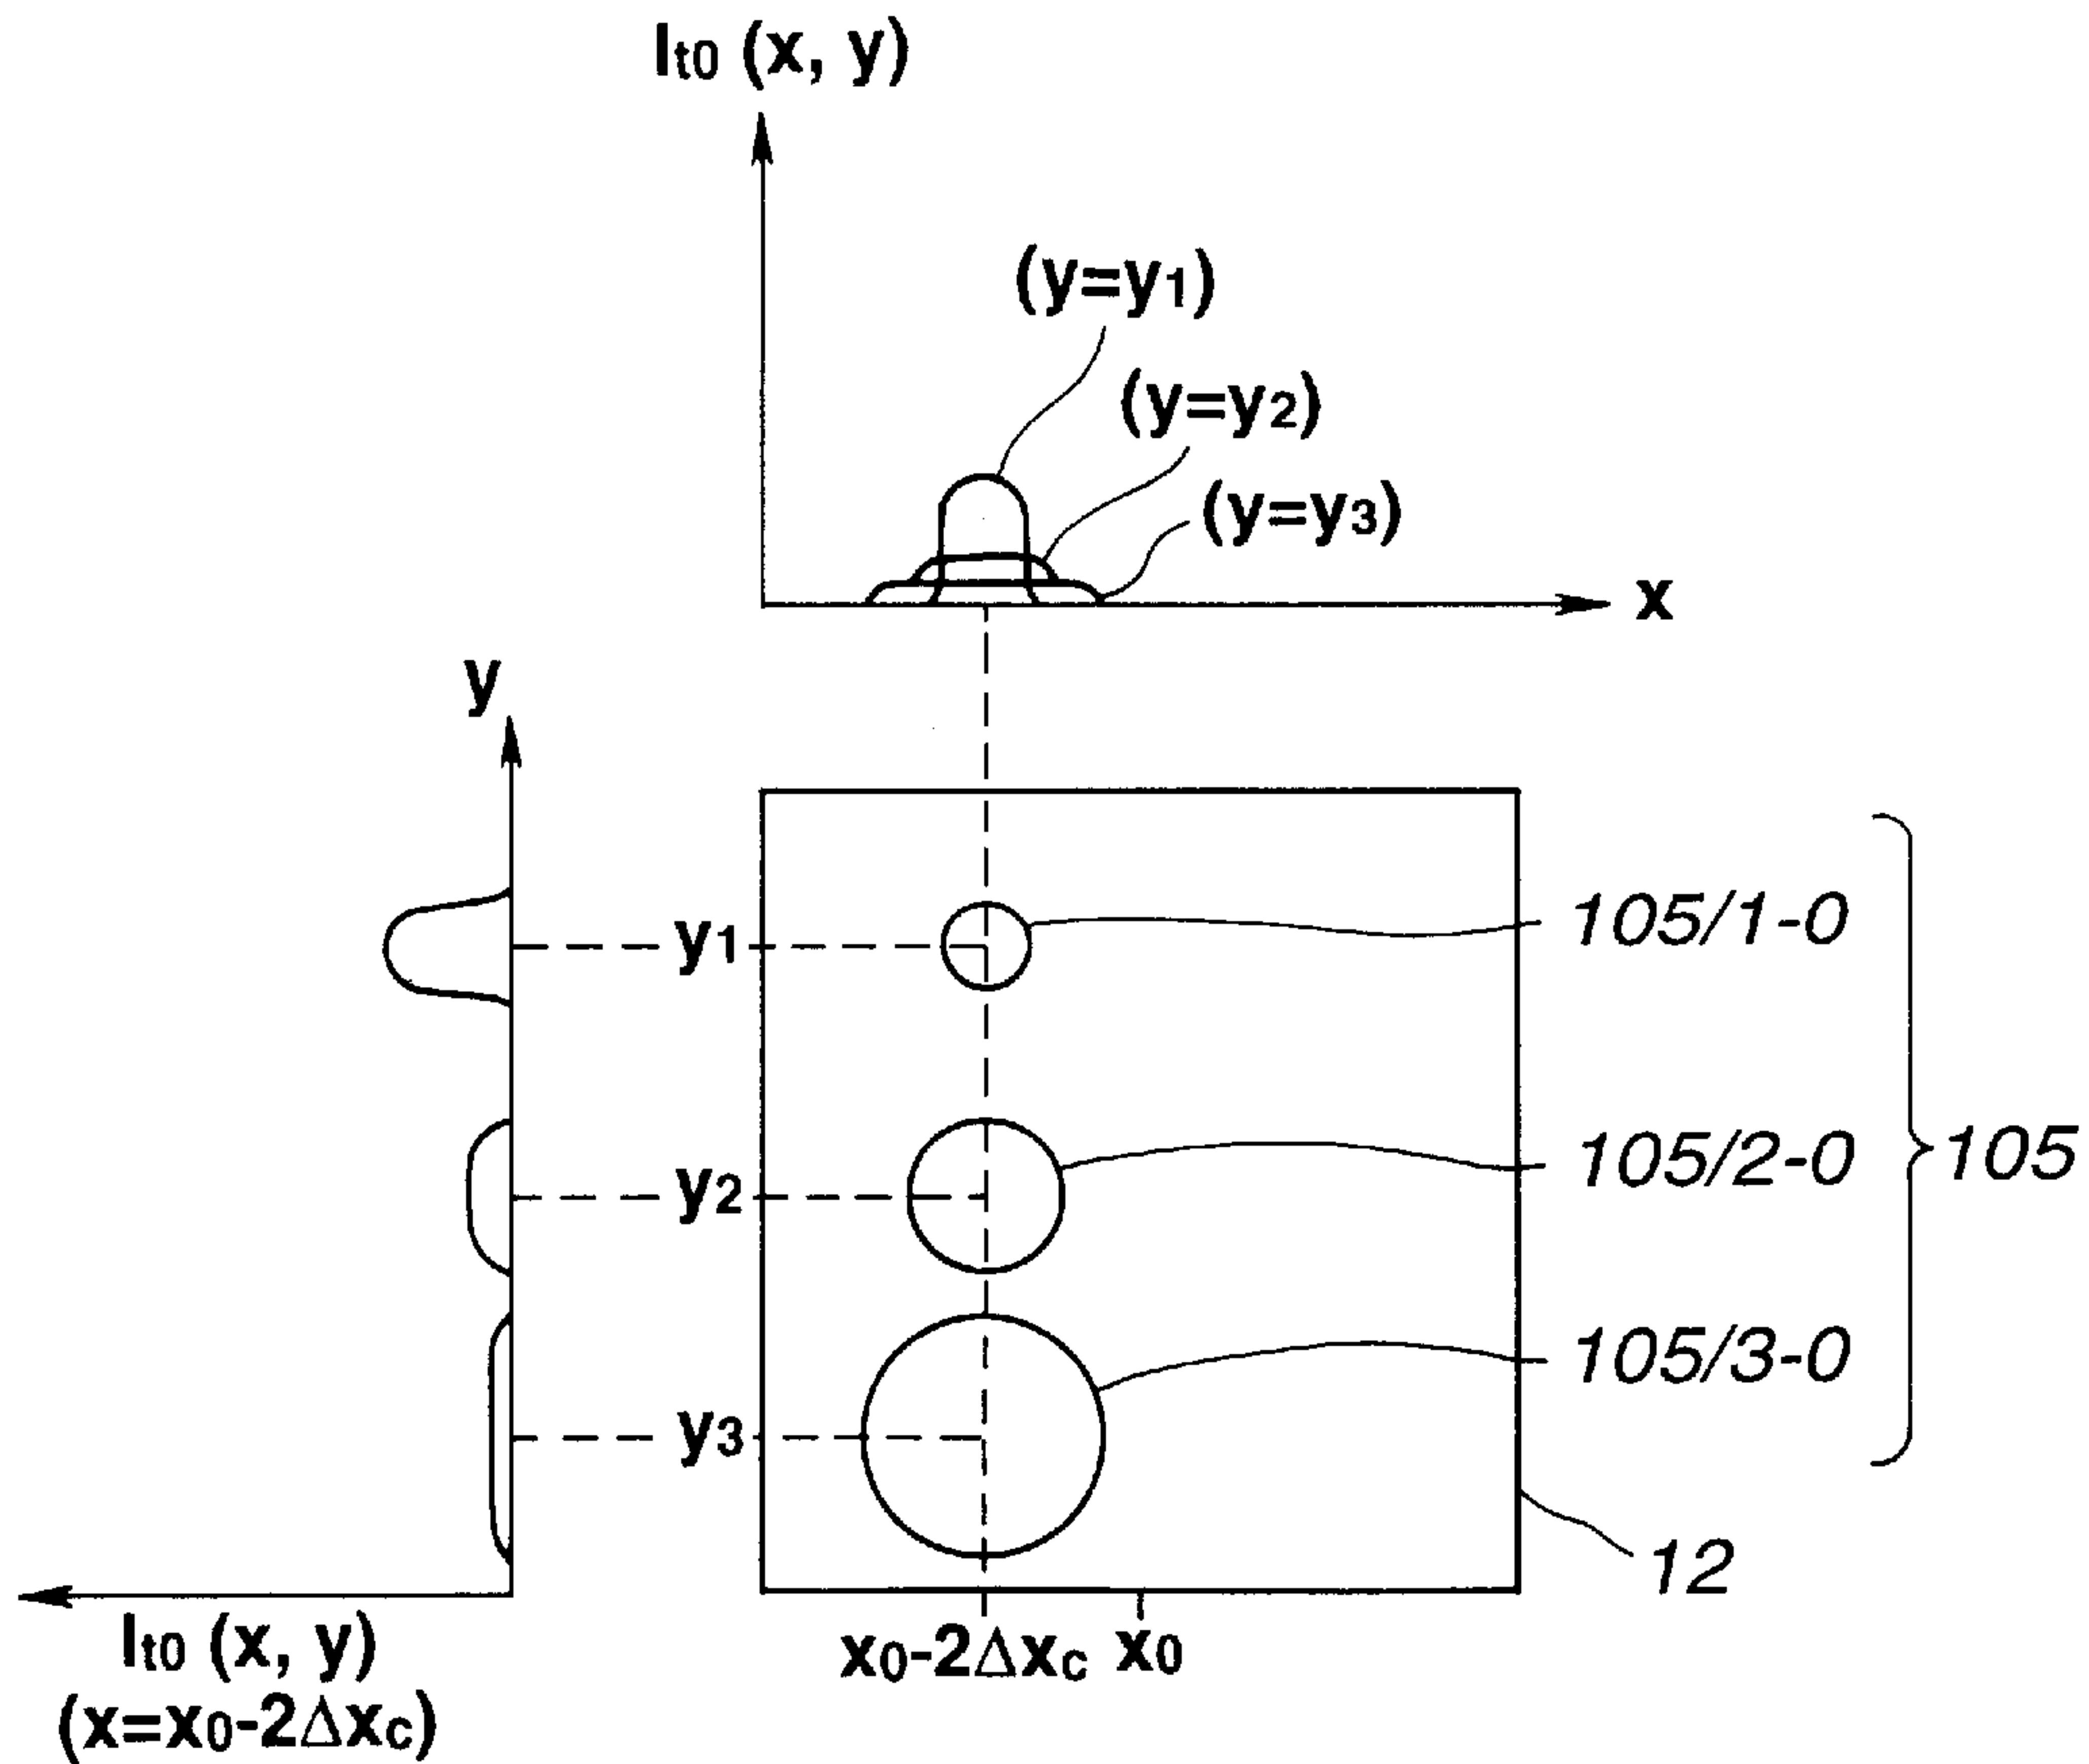 It0 (x, y)
(y=y1)
(y=y2)
(y=y3)
x
y
y1
105/1-0
y2
105/2-0
105
y3
105/3-0
12
It0 (x, y)
(x=x0-2Δxc)
x0-2Δxc x0